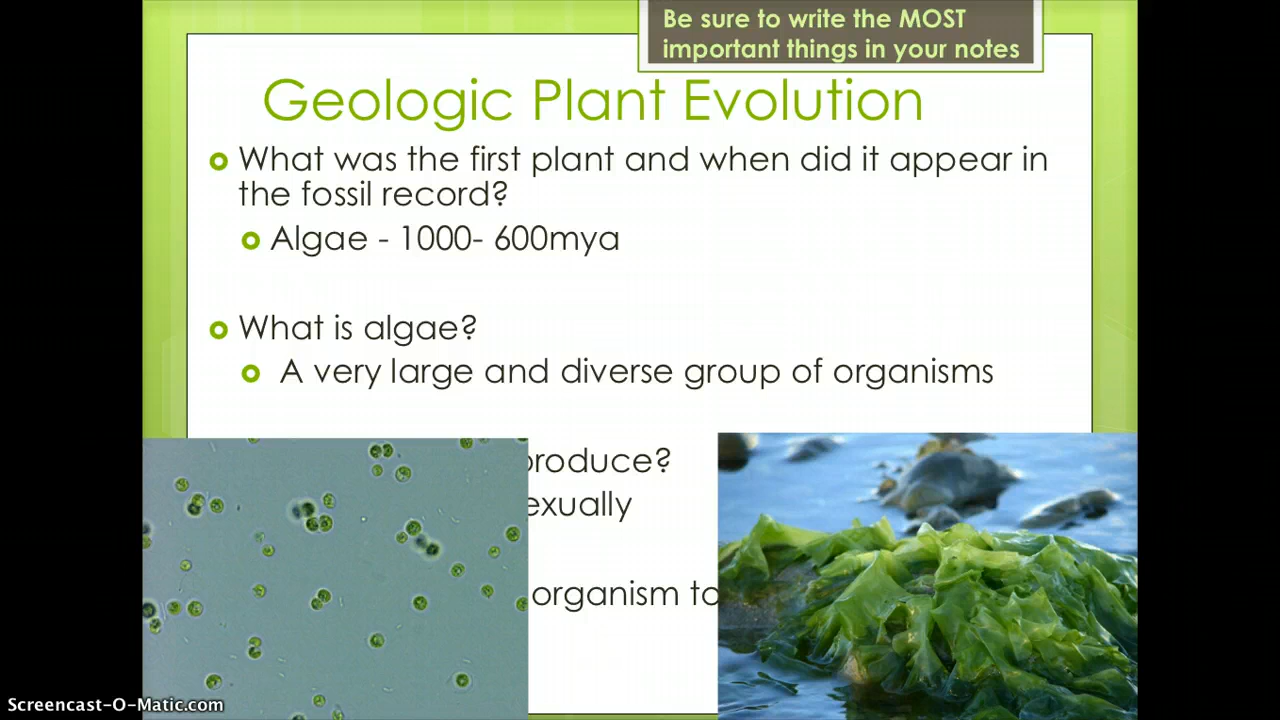 Be sure to write the MOST
important things in your notes
Geologic Plant Evolution
What was the first plant and when did it appear in
the fossil record?
Algae - 1000- 600mya
What is algae?
A very large and diverse group of organisms
organism to
Screencast-O-Matic.com